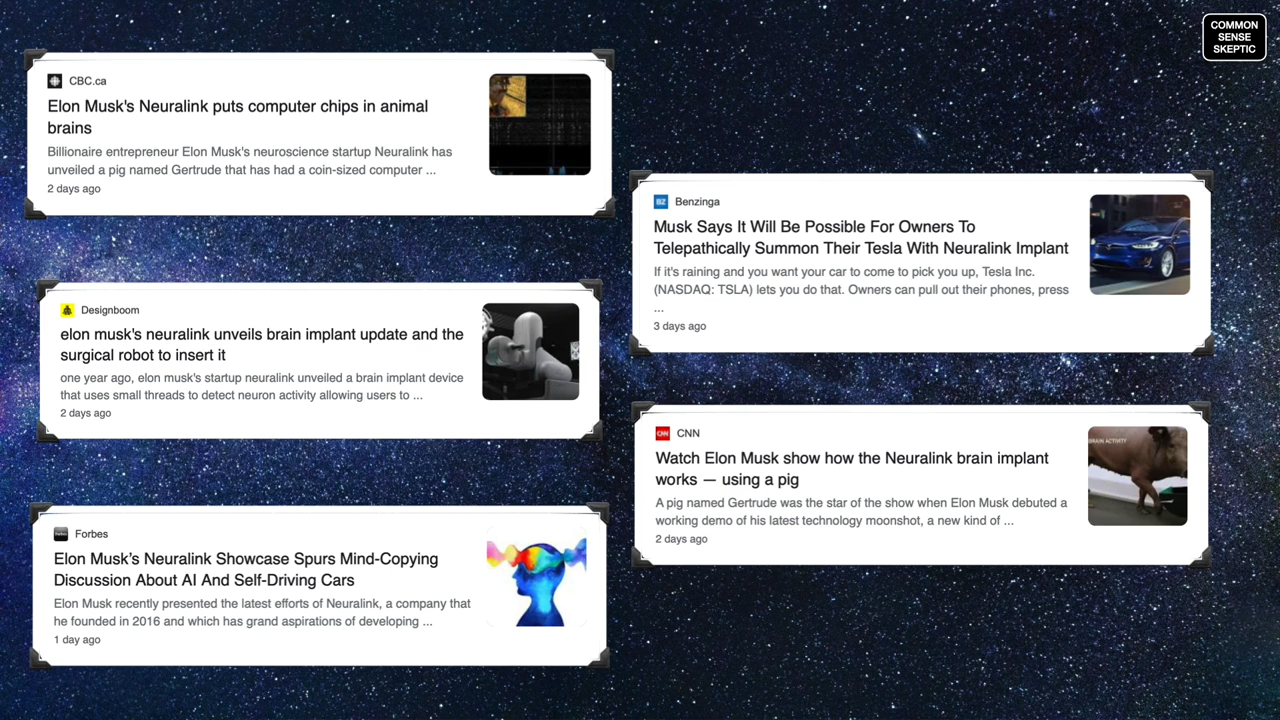 COMMON
SENSE
SKEPTIC
CBC.ca
Elon Musk's Neuralink puts computer chips in animal
brains
Billionaire entrepreneur Elon Musk's neuroscience startup Neuralink has
unveiled a pig named Gertrude that has had a coin-sized computer ...
2 days ago
Designboom
elon musk's neuralink unveils brain implant update and the
surgical robot to insert it
one year ago, elon musk's startup neuralink unveiled a brain implant device
that uses small threads to detect neuron activity allowing users to ...
2 days ago
Forbes
Elon Musk’s Neuralink Showcase Spurs Mind-Copying
Discussion About AI And Self-Driving Cars
Elon Musk recently presented the latest efforts of Neuralink, a company that
he founded in 2016 and which has grand aspirations of developing ...
1 day ago
BZ Benzinga
Musk Says It Will Be Possible For Owners To
Telepathically Summon Their Tesla With Neuralink Implant
If it's raining and you want your car to come to pick you up, Tesla Inc.
(NASDAQ: TSLA) lets you do that. Owners can pull out their phones, press
...
3 days ago
CNN CNN
Watch Elon Musk show how the Neuralink brain implant
works — using a pig
A pig named Gertrude was the star of the show when Elon Musk debuted a
working demo of his latest technology moonshot, a new kind of ...
2 days ago
BRAIN ACTIVITY